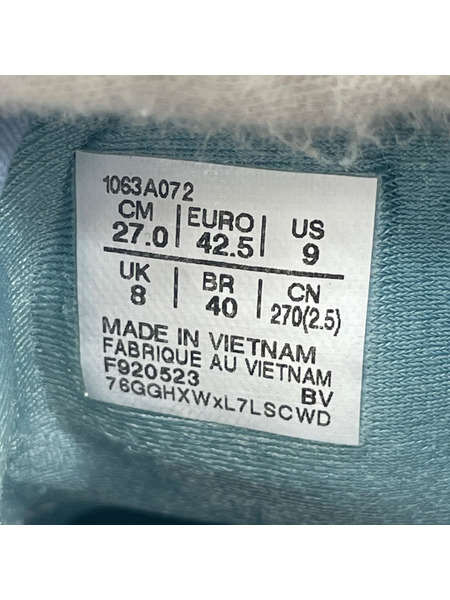 1063A072
CM | EURO | US
27.0 | 42.5 | 9
UK | BR | CN
8 | 40 | 270(2.5)
MADE IN VIETNAM
FABRIQUE AU VIETNAM
F920523 BV
76GGHXWxL7LSCWD